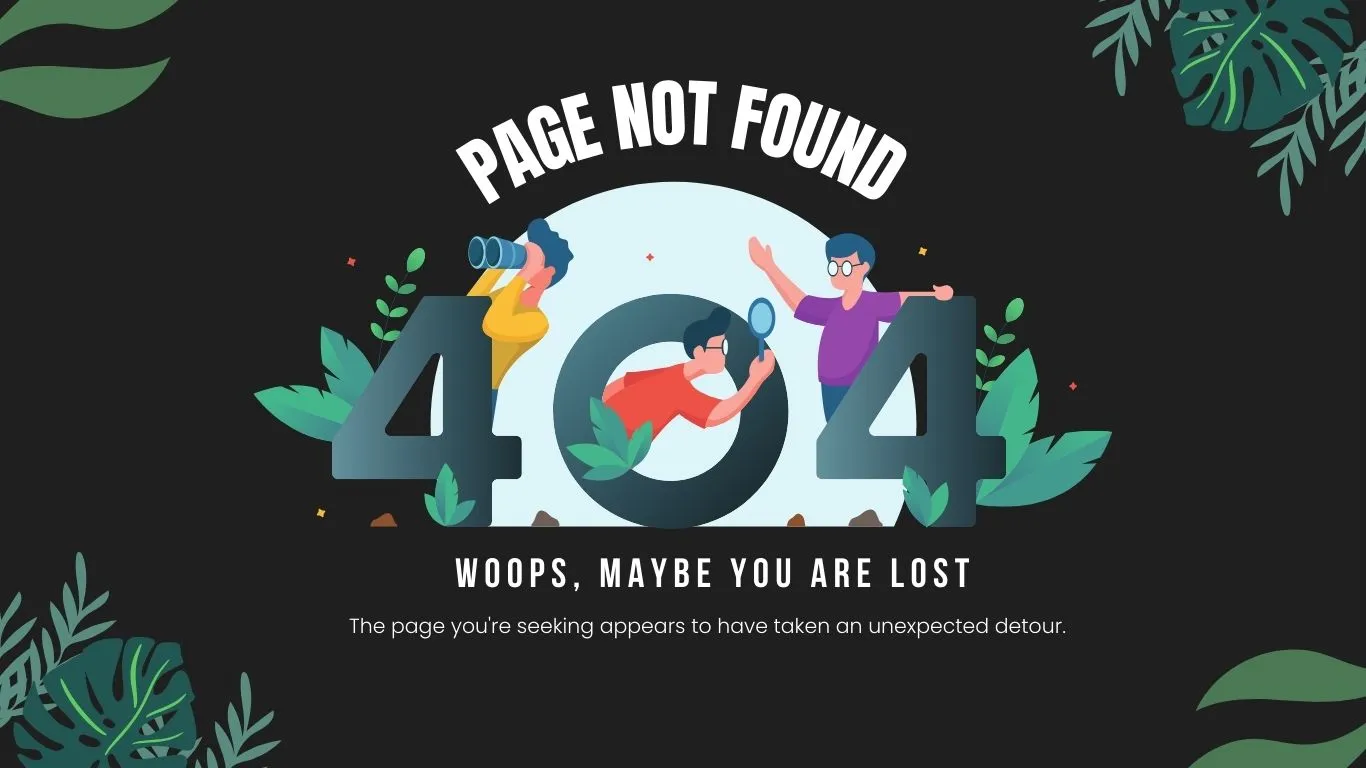 PAGE NOT FOUND
404
WOOPS, MAYBE YOU ARE LOST
The page you're seeking appears to have taken an unexpected detour.